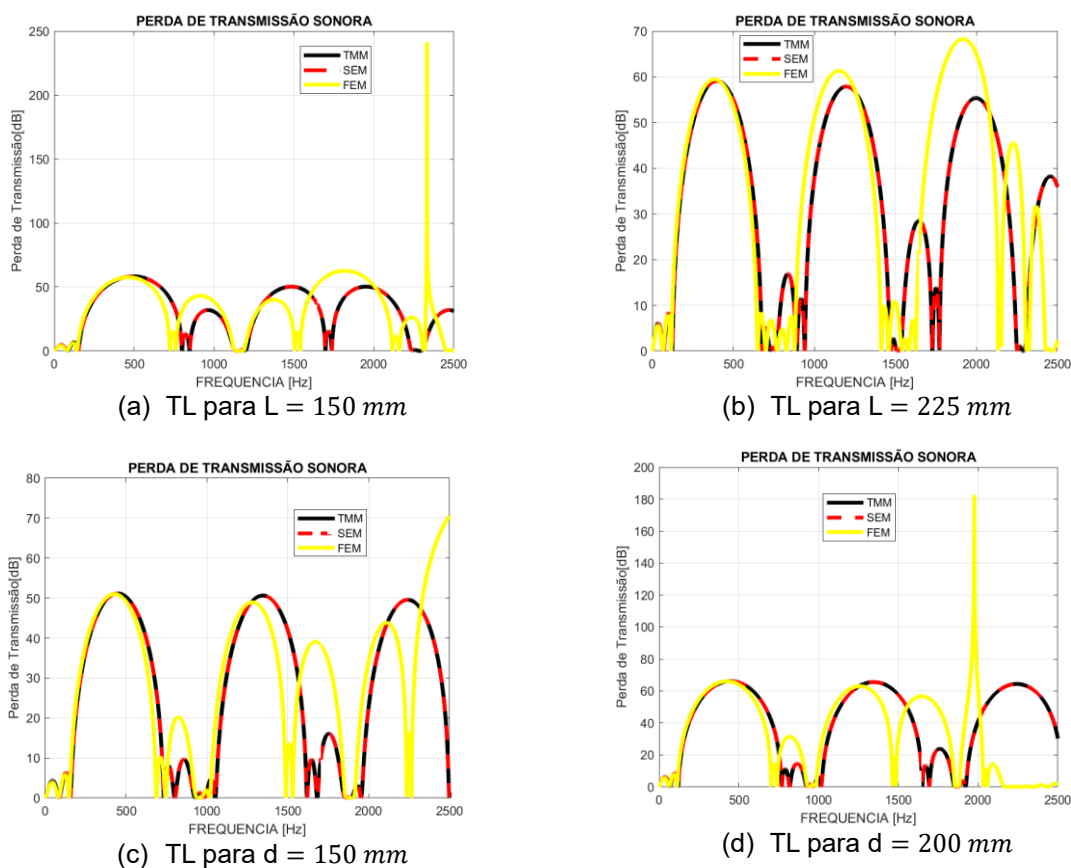 PERDA DE TRANSMISSÃO SONORA
250
200
150
100
50
0
Perda de Transmissão[dB]
TMM
SEM
FEM
0 500 1000 1500 2000 2500
FREQUENCIA [Hz]
(a) TL para L = 150 mm
PERDA DE TRANSMISSÃO SONORA
70
60
50
40
30
20
10
0
Perda de Transmissão[dB]
TMM
SEM
FEM
0 500 1000 1500 2000 2500
FREQUENCIA [Hz]
(b) TL para L = 225 mm
PERDA DE TRANSMISSÃO SONORA
80
70
60
50
40
30
20
10
0
Perda de Transmissão[dB]
TMM
SEM
FEM
0 500 1000 1500 2000 2500
FREQUENCIA [Hz]
(c) TL para d = 150 mm
PERDA DE TRANSMISSÃO SONORA
200
180
160
140
120
100
80
60
40
20
0
Perda de Transmissão[dB]
TMM
SEM
FEM
0 500 1000 1500 2000 2500
FREQUENCIA [Hz]
(d) TL para d = 200 mm